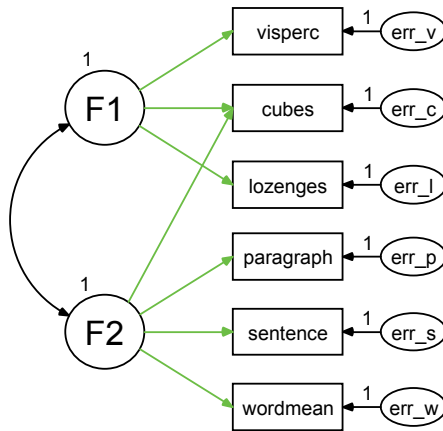 1
F1
visperc
1
err_v
cubes
1
err_c
lozenges
1
err_l
paragraph
1
err_p
1
F2
sentence
1
err_s
wordmean
1
err_w